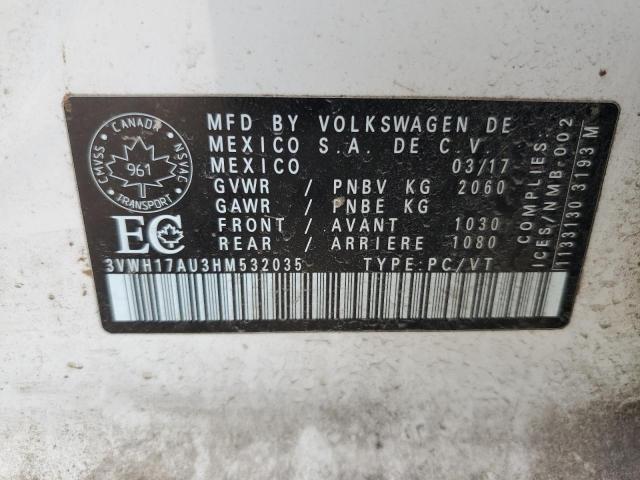 CANADA
CMVSS
NSVAC
961
TRANSPORT
MFD BY VOLKSWAGEN DE
MEXICO S.A. DE C.V.
MEXICO 03/17
GVWR / PNBV KG 2060
GAWR / PNBE KG
FRONT / AVANT 1030
REAR / ARRIERE 1080
EC
3VWH17AU3HM532035 TYPE:PC/VT
COMPLIES:
ICES/NMB-002
1133130 3193 M